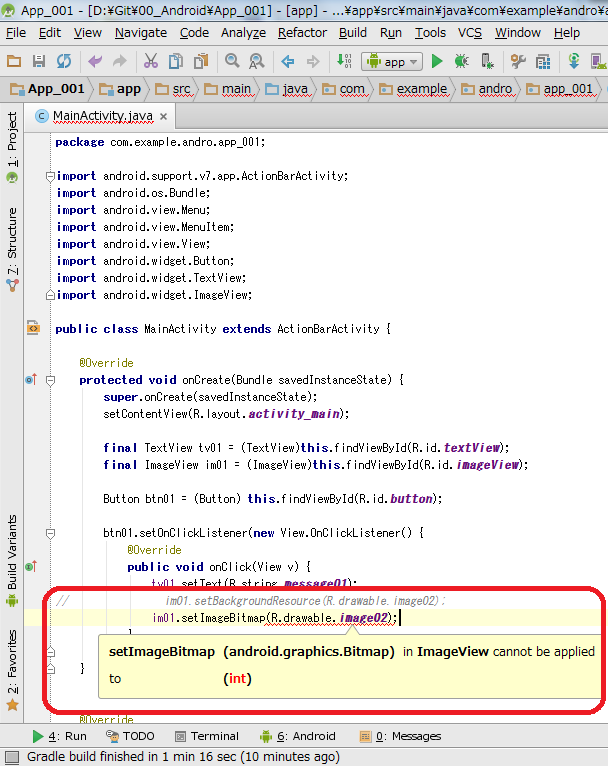 App_001 - [D:¥Git¥00_Android¥App_001] - [app] - ...¥app¥src¥main¥java¥com¥example¥andro¥a
File Edit View Navigate Code Analyze Refactor Build Run Tools VCS Window Help
app
App_001 app src main java com example andro app_001
MainActivity.java
1: Project
7: Structure
Build Variants
2: Favorites
package com.example.andro.app_001;
import android.support.v7.app.ActionBarActivity;
import android.os.Bundle;
import android.view.Menu;
import android.view.MenuItem;
import android.view.View;
import android.widget.Button;
import android.widget.TextView;
import android.widget.ImageView;
public class MainActivity extends ActionBarActivity {
@Override
protected void onCreate(Bundle savedInstanceState) {
super.onCreate(savedInstanceState);
setContentView(R.layout.activity_main);
final TextView tv01 = (TextView)this.findViewById(R.id.textView);
final ImageView im01 = (ImageView)this.findViewById(R.id.imageView);
Button btn01 = (Button) this.findViewById(R.id.button);
btn01.setOnClickListener(new View.OnClickListener() {
@Override
public void onClick(View v) {
tv01.setText(R.string.message01);
// im01.setBackgroundResource(R.drawable.image02);
im01.setImageBitmap(R.drawable.image02);
setImageBitmap (android.graphics.Bitmap) in ImageView cannot be applied
to (int)
}
@Override
4: Run TODO Terminal 6: Android 0: Messages
Gradle build finished in 1 min 16 sec (10 minutes ago)